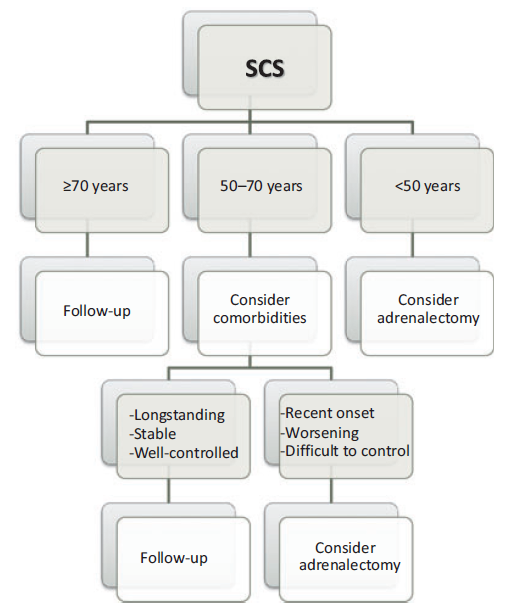 SCS
≥70 years
50–70 years
<50 years
Follow-up
Consider
comorbidities
Consider
adrenalectomy
-Longstanding
-Stable
-Well-controlled
-Recent onset
-Worsening
-Difficult to control
Follow-up
Consider
adrenalectomy